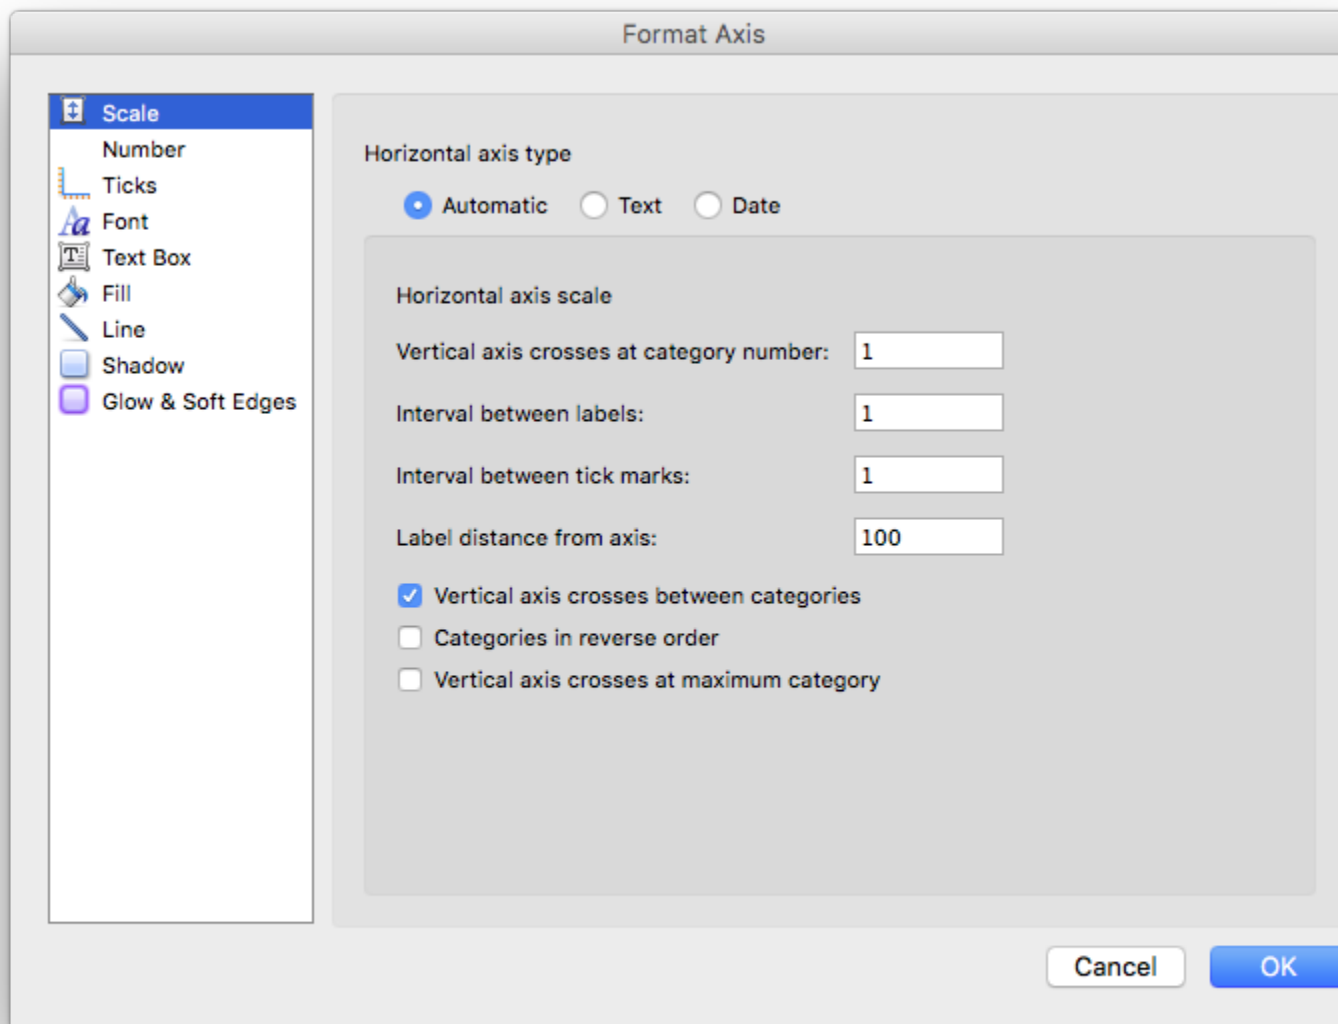 Format Axis
Scale
Number
Ticks
Font
Text Box
Fill
Line
Shadow
Glow & Soft Edges
Horizontal axis type
Automatic Text Date
Horizontal axis scale
Vertical axis crosses at category number: 1
Interval between labels: 1
Interval between tick marks: 1
Label distance from axis: 100
Vertical axis crosses between categories
Categories in reverse order
Vertical axis crosses at maximum category
Cancel OK